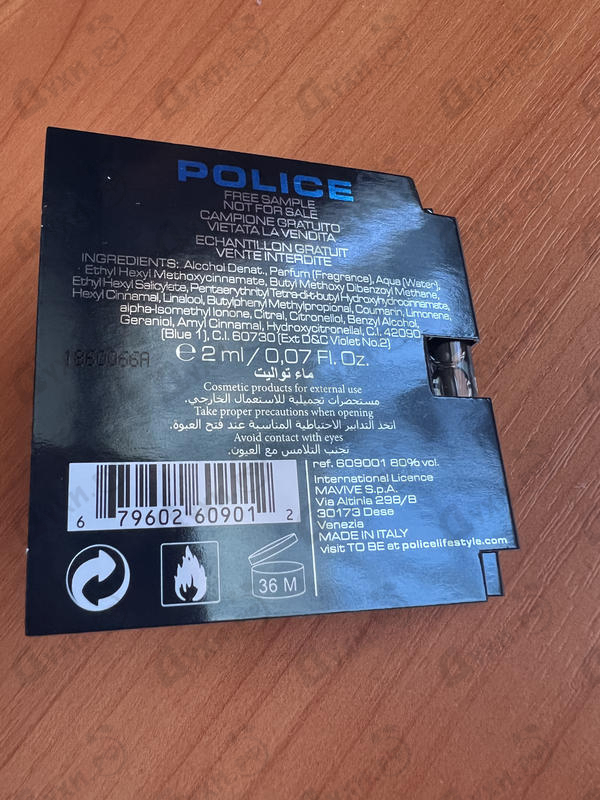 POLICE
FREE SAMPLE
NOT FOR SALE
CAMPIONE GRATUITO
VIETATA LA VENDITA
ECHANTILLON GRATUIT
VENTE INTERDITE
INGREDIENTS: Alcohol Denat., Parfum (Fragrance), Aqua (Water),
Ethyl Hexyl Methoxycinnamate, Butyl Methoxy Dibenzoyl Methane,
Ethyl Hexyl Salicylate, Pentaerythrityl Tetra-di-t-butyl Hydroxyhydrocinnamate,
Hexyl Cinnamal, Linalool, Butylphenyl Methylpropional, Coumarin, Limonene,
alpha-Isomethyl Ionone, Citral, Citronellol, Benzyl Alcohol,
Geraniol, Amyl Cinnamal, Hydroxycitronellal, C.I. 42090
(Blue 1), C.I. 60730 (Ext D&C Violet No.2)
1860066A
℮ 2 ml / 0,07 Fl. Oz.
ماء تواليت
Cosmetic products for external use
مستحضرات تجميلية للاستعمال الخارجي.
Take proper precautions when opening
اتخذ التدابير الاحتياطية المناسبة عند فتح العبوة.
Avoid contact with eyes
تجنب التلامس مع العيون.
6 79602 60901 2
36 M
ref. 609001 80% vol.
International Licence
MAVIVE S.p.A.
Via Altinia 298/B
30173 Dese
Venezia
MADE IN ITALY
visit TO BE at policelifestyle.com